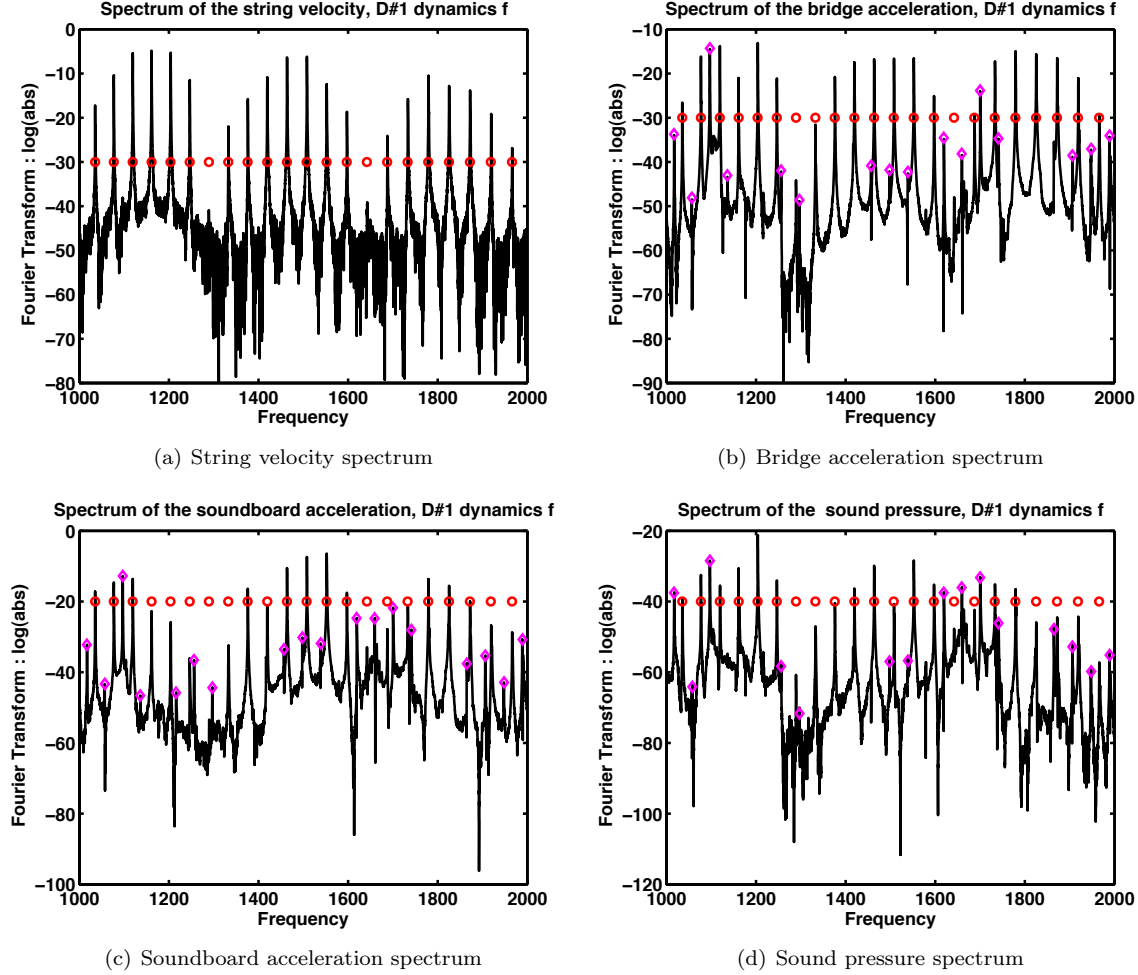 Spectrum of the string velocity, D#1 dynamics f
0
−10
−20
−30
−40
−50
−60
−70
−80
Fourier Transform : log(abs)
1000 1200 1400 1600 1800 2000
Frequency
(a) String velocity spectrum
Spectrum of the bridge acceleration, D#1 dynamics f
−10
−20
−30
−40
−50
−60
−70
−80
−90
Fourier Transform : log(abs)
1000 1200 1400 1600 1800 2000
Frequency
(b) Bridge acceleration spectrum
Spectrum of the soundboard acceleration, D#1 dynamics f
0
−20
−40
−60
−80
−100
Fourier Transform : log(abs)
1000 1200 1400 1600 1800 2000
Frequency
(c) Soundboard acceleration spectrum
Spectrum of the sound pressure, D#1 dynamics f
−20
−40
−60
−80
−100
−120
Fourier Transform : log(abs)
1000 1200 1400 1600 1800 2000
Frequency
(d) Sound pressure spectrum